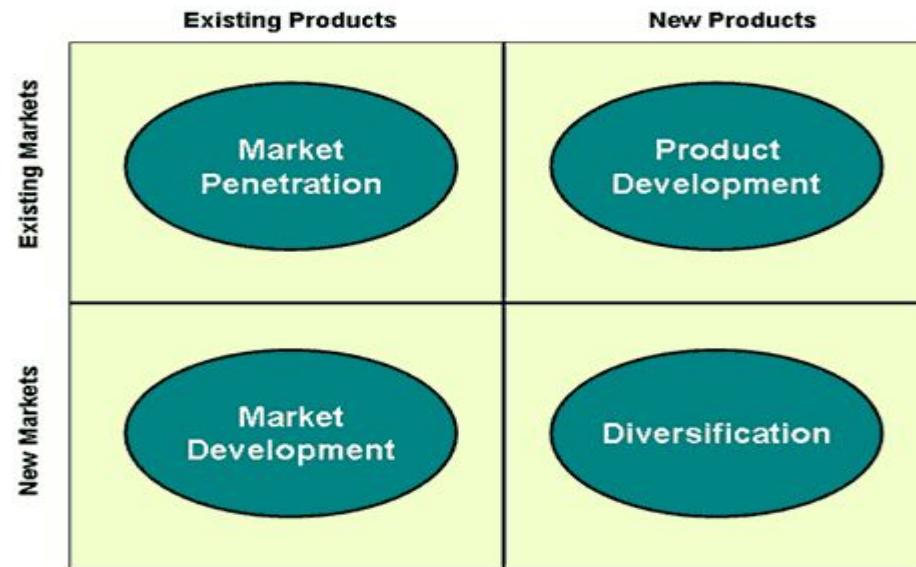 Existing Products
New Products
Existing Markets
Market
Penetration
Product
Development
New Markets
Market
Development
Diversification